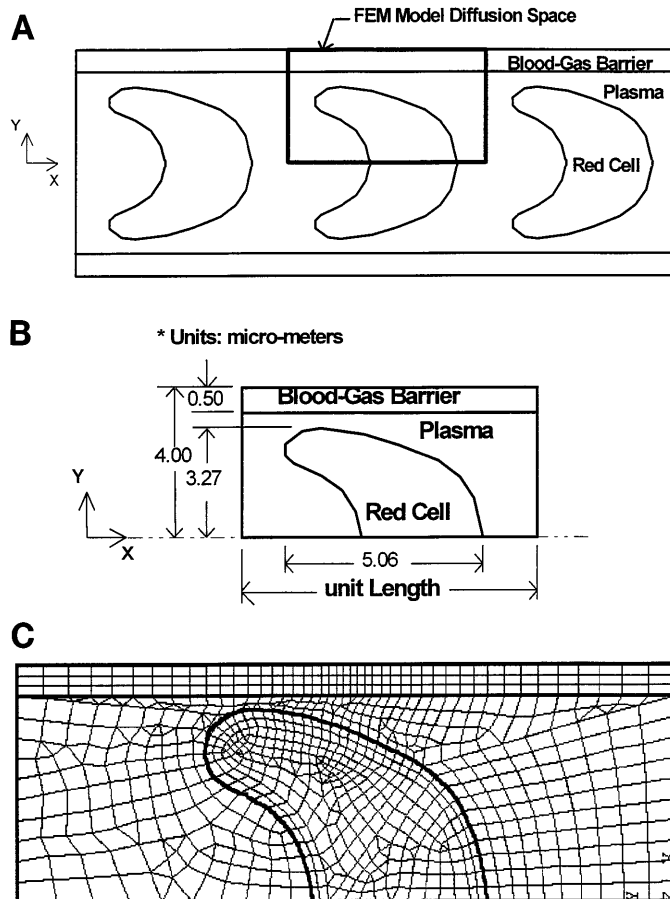 A
FEM Model Diffusion Space
Blood-Gas Barrier
Plasma
Y
X
Red Cell
B
* Units: micro-meters
0.50
Blood-Gas Barrier
Plasma
4.00
3.27
Y
X
Red Cell
5.06
unit Length
C
Z
Y